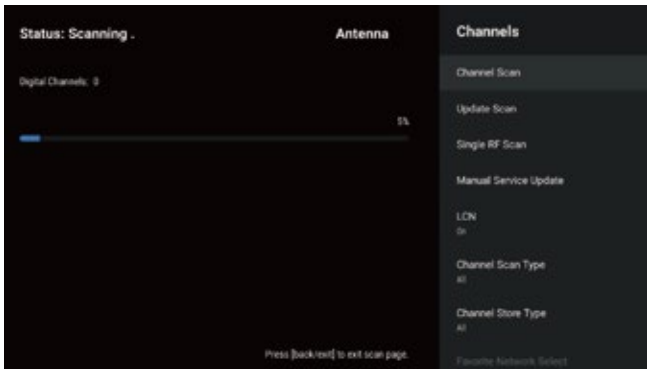 Status: Scanning .
Antenna
Digital Channels: 0
5%
Press [back/exit] to exit scan page.
Channels
Channel Scan
Update Scan
Single RF Scan
Manual Service Update
LCN
On
Channel Scan Type
All
Channel Store Type
All
Favorite Network Select